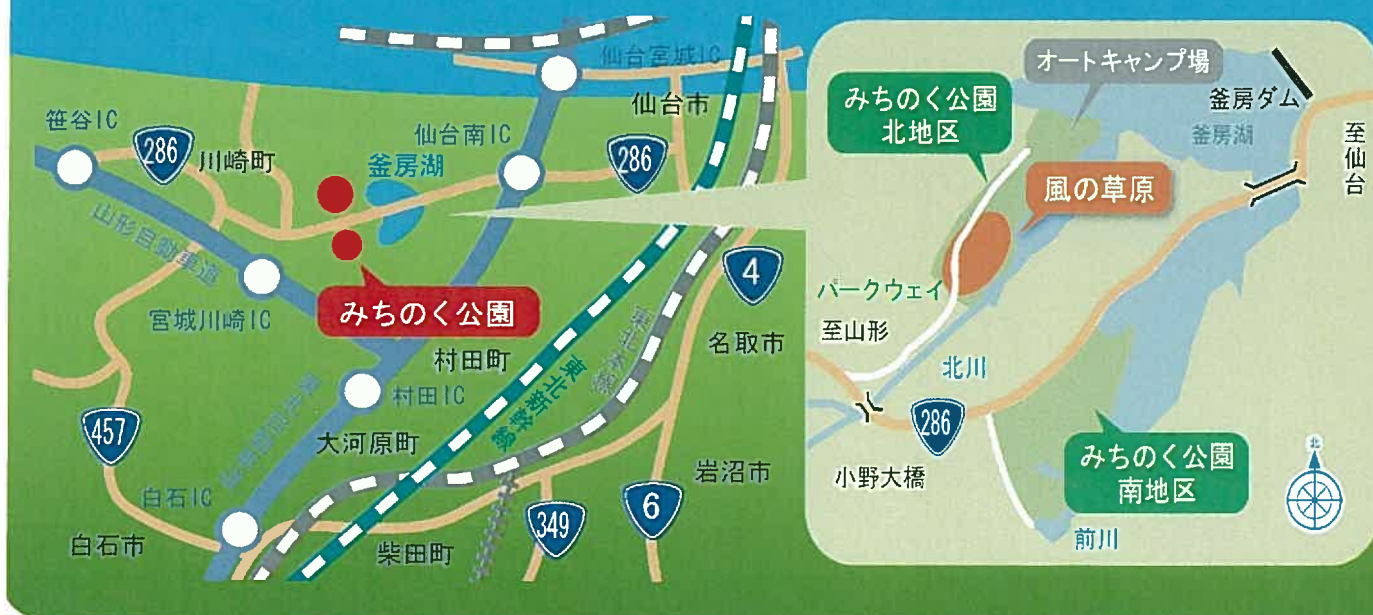 仙台宮城IC
仙台市
笹谷IC
286
川崎町
仙台南IC
釜房湖
286
山形自動車道
宮城川崎IC
みちのく公園
4
名取市
村田町
東北本線
東北新幹線
村田IC
457
大河原町
東北自動車道
岩沼市
白石IC
6
349
白石市
柴田町
オートキャンプ場
みちのく公園
北地区
釜房ダム
釜房湖
至仙台
風の草原
パークウェイ
至山形
北川
286
みちのく公園
南地区
小野大橋
前川
北